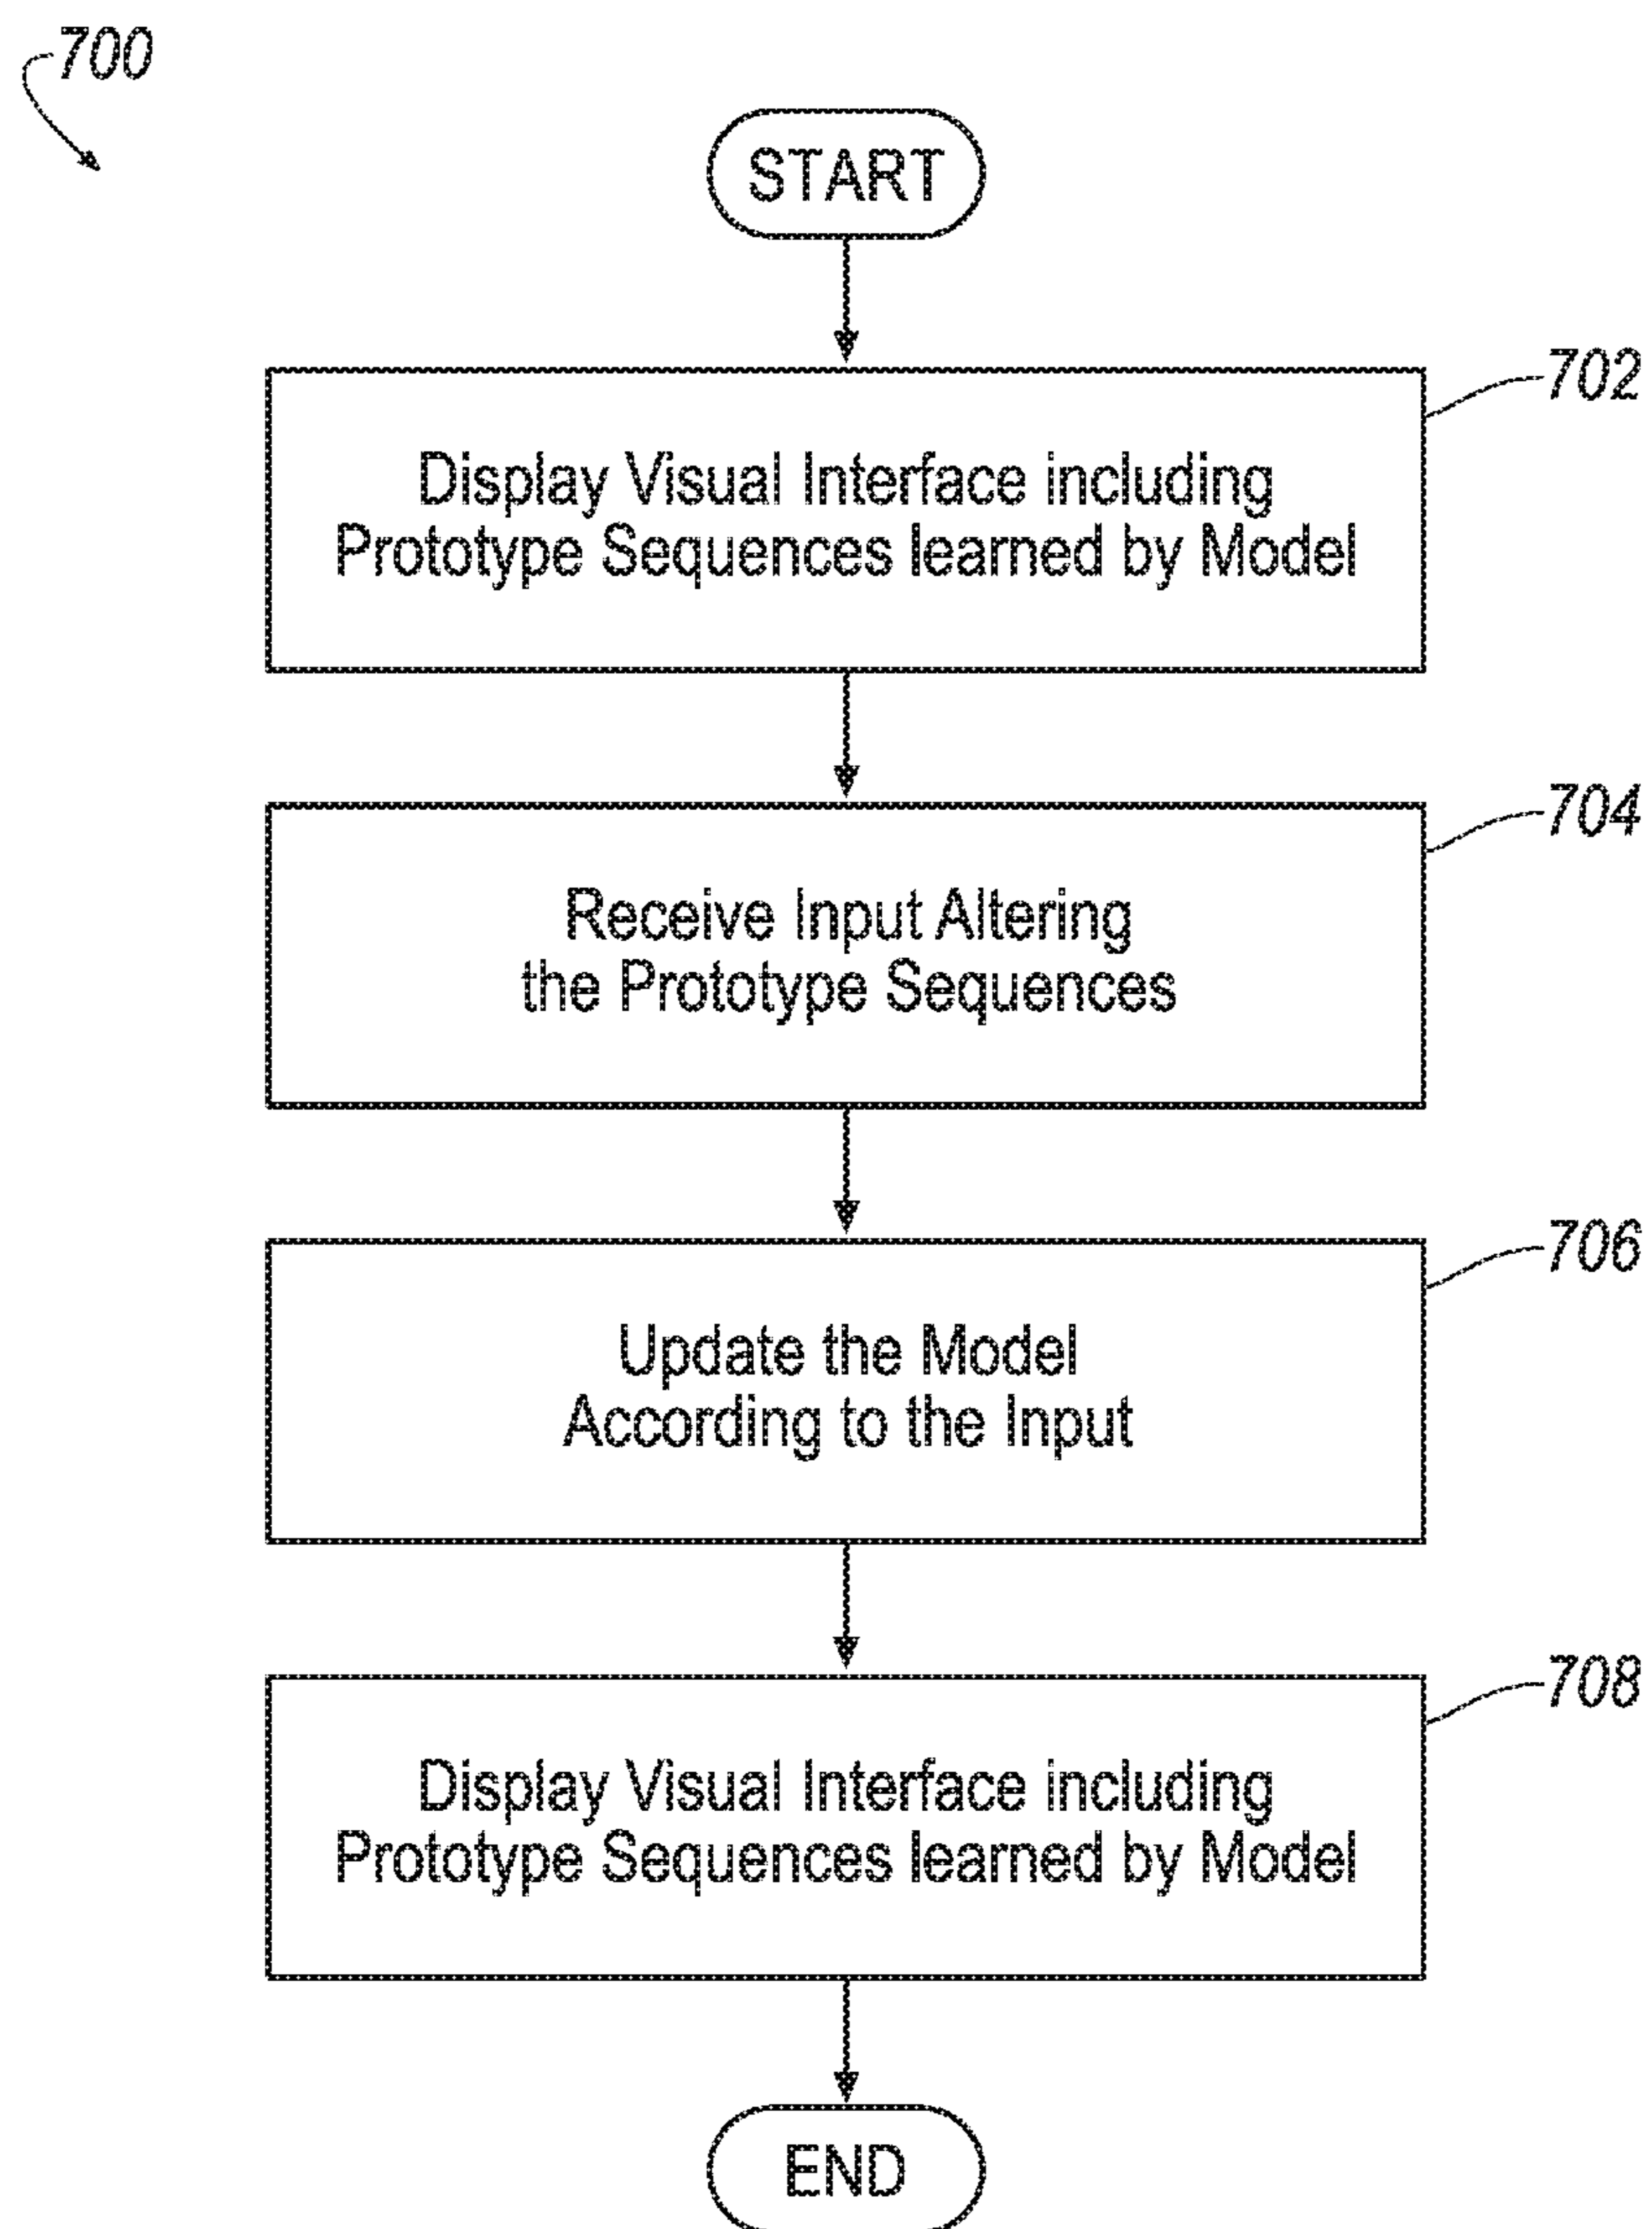 700
START
702
Display Visual Interface including
Prototype Sequences learned by Model
704
Receive Input Altering
the Prototype Sequences
706
Update the Model
According to the Input
708
Display Visual Interface including
Prototype Sequences learned by Model
END